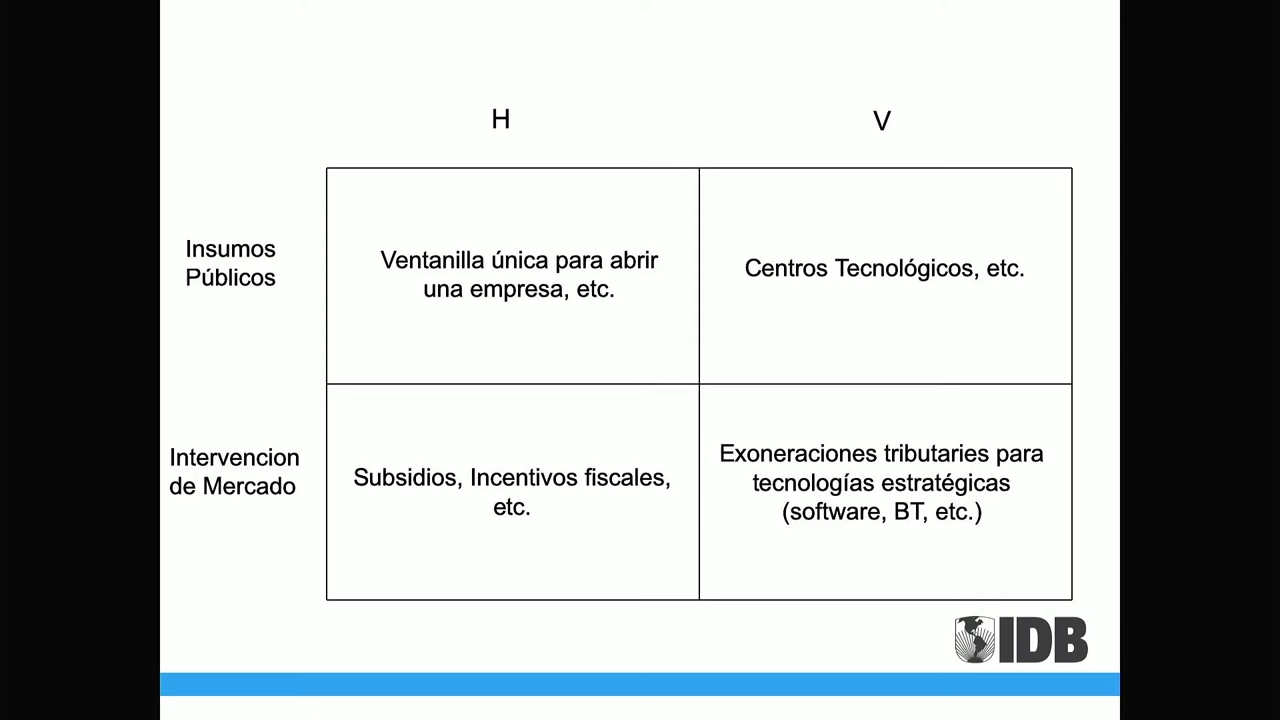 H
V
Insumos
Públicos
Ventanilla única para abrir
una empresa, etc.
Centros Tecnológicos, etc.
Intervencion
de Mercado
Subsidios, Incentivos fiscales,
etc.
Exoneraciones tributaries para
tecnologías estratégicas
(software, BT, etc.)
IDB